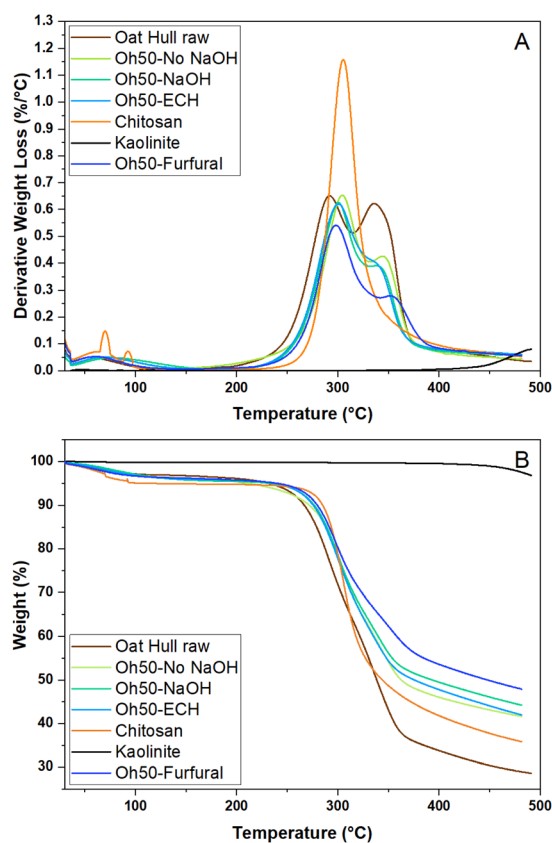 A
Oat Hull raw
Oh50-No NaOH
Oh50-NaOH
Oh50-ECH
Chitosan
Kaolinite
Oh50-Furfural
Derivative Weight Loss (%/°C)
1.3
1.2
1.1
1.0
0.9
0.8
0.7
0.6
0.5
0.4
0.3
0.2
0.1
0.0
100 200 300 400 500
Temperature (°C)
B
Weight (%)
100
90
80
70
60
50
40
30
Oat Hull raw
Oh50-No NaOH
Oh50-NaOH
Oh50-ECH
Chitosan
Kaolinite
Oh50-Furfural
100 200 300 400 500
Temperature (°C)